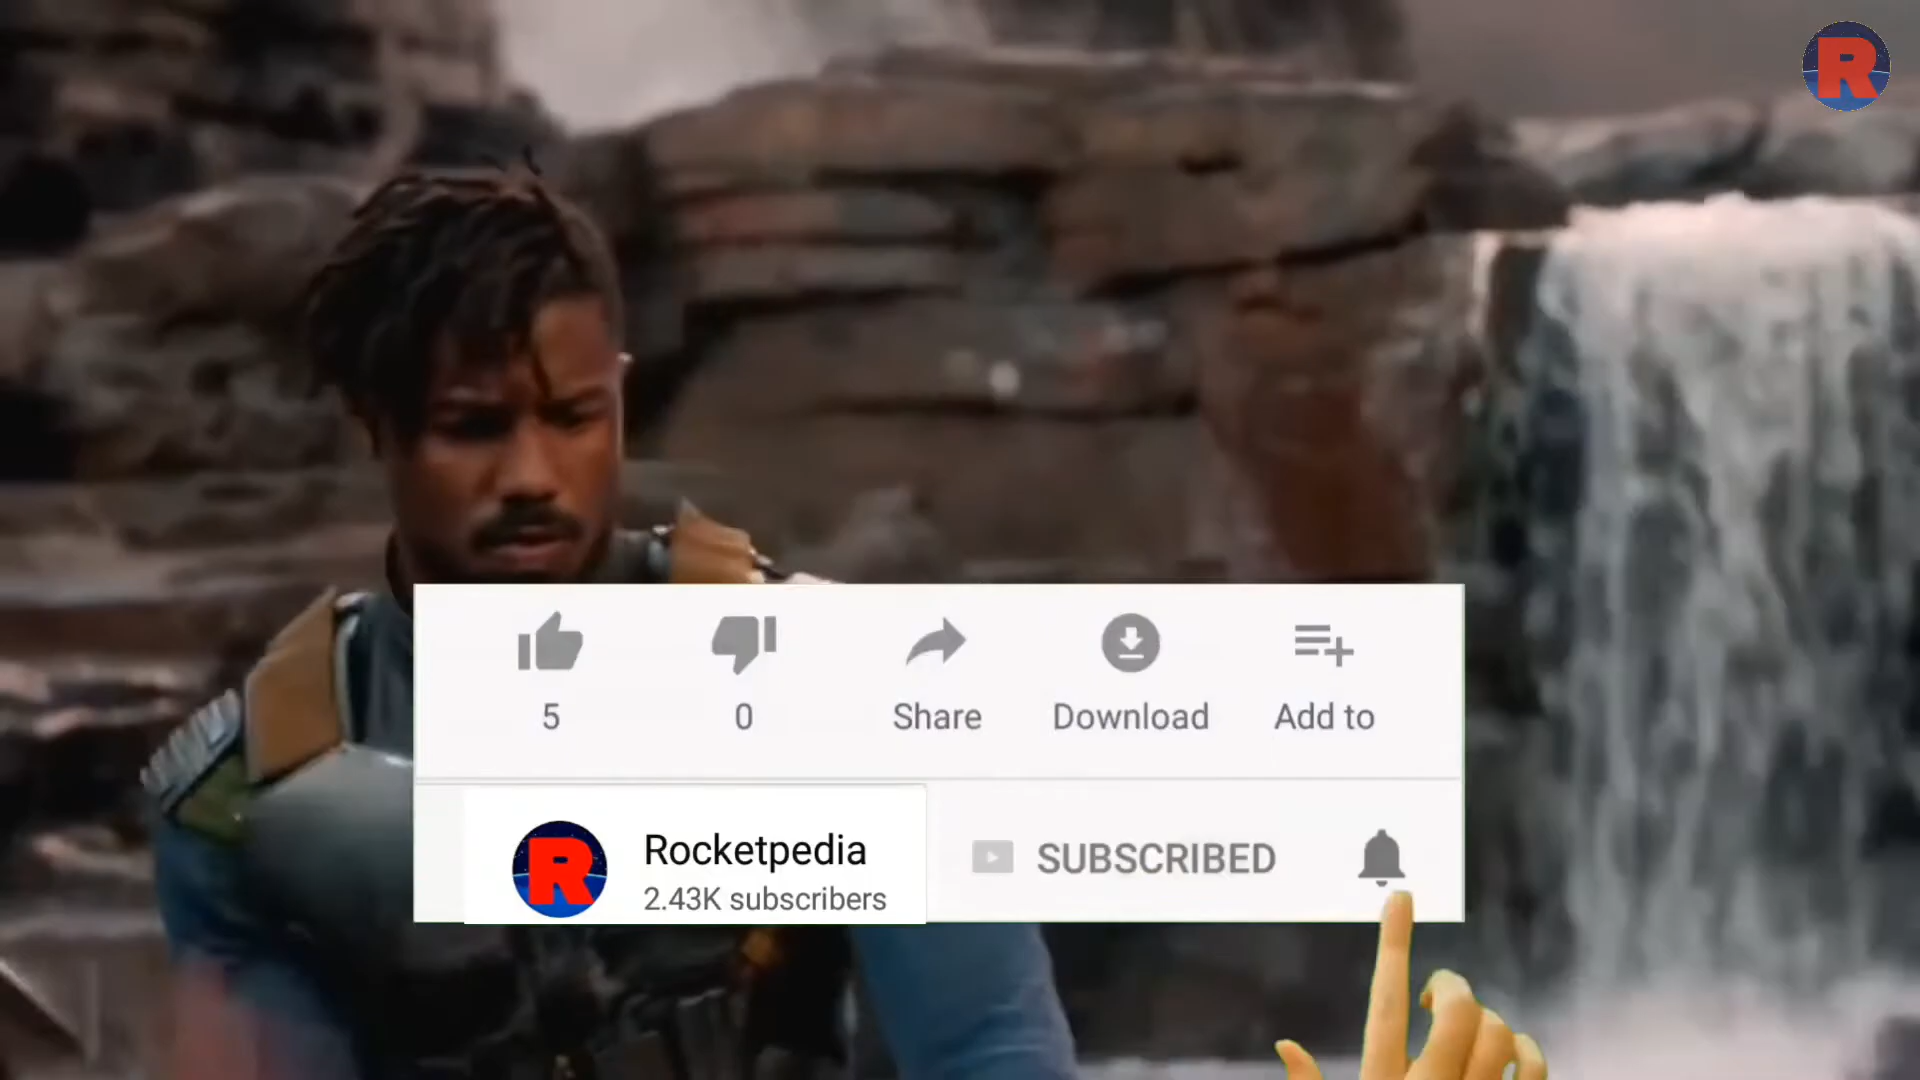 R
5
0
Share
Download
Add to
R
Rocketpedia
2.43K subscribers
SUBSCRIBED